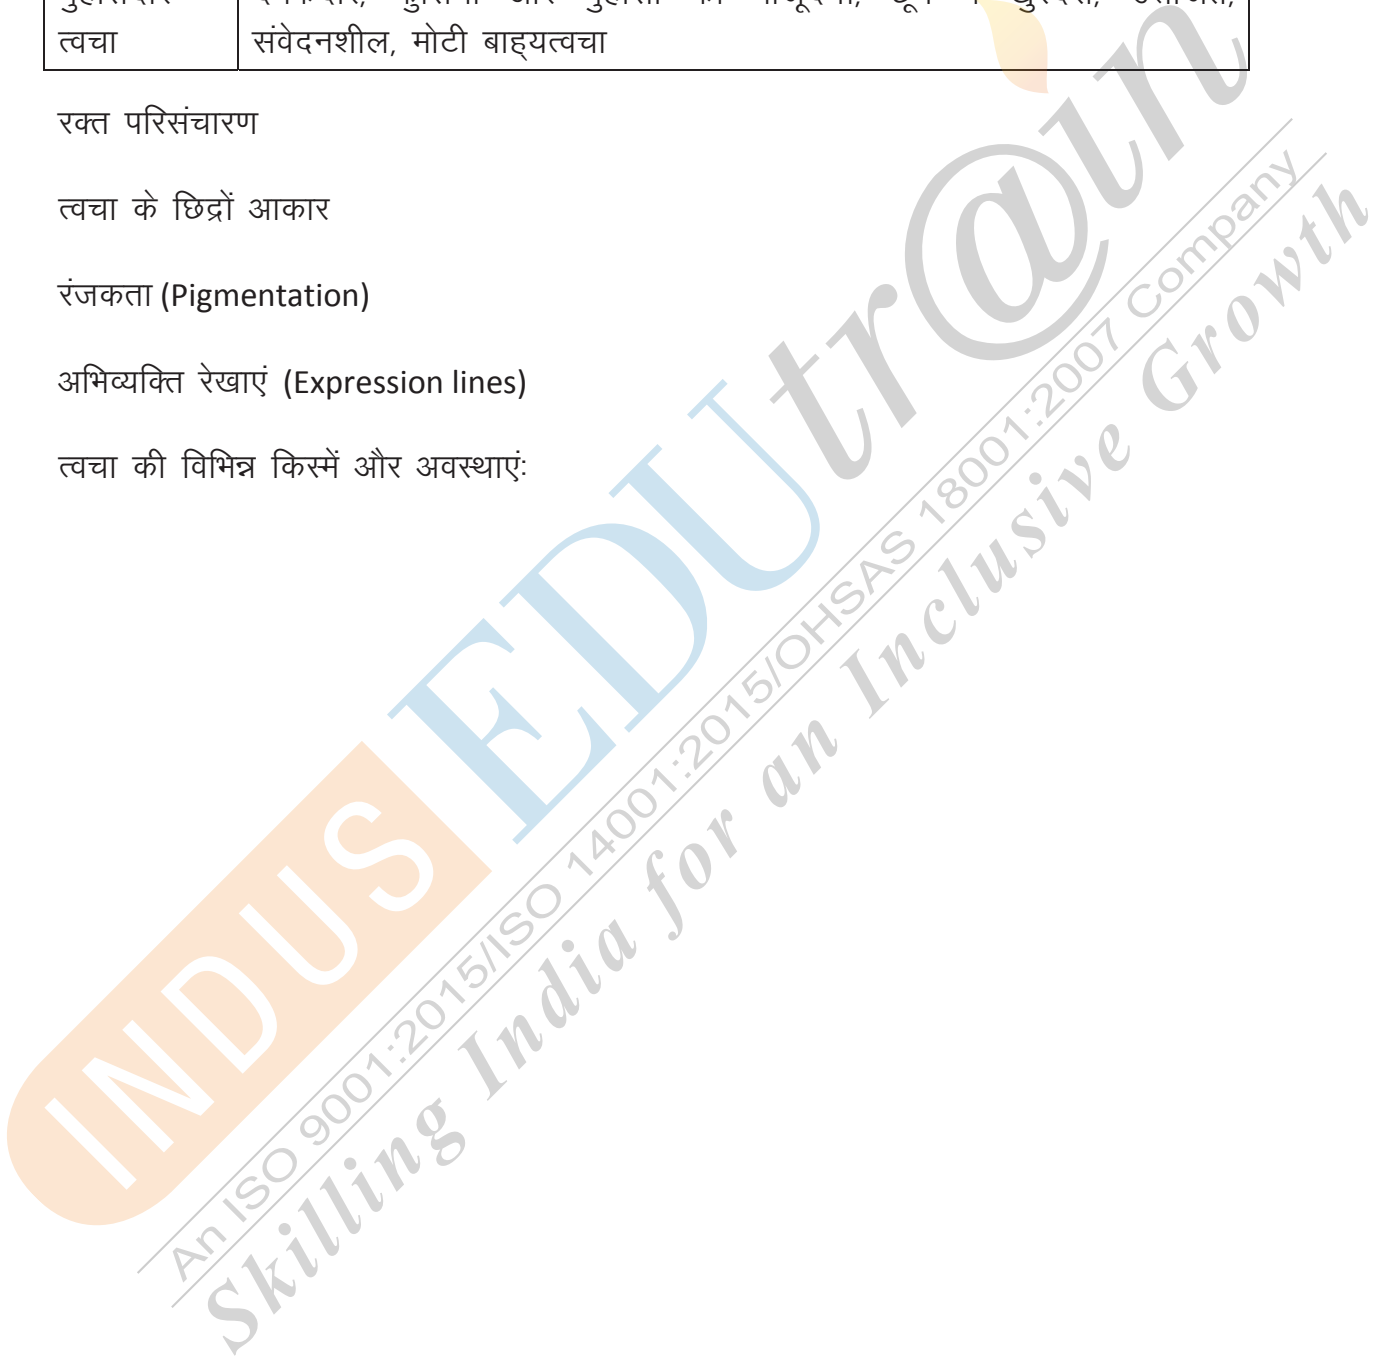 त्वचा
संवेदनशील, मोटी बाह्यत्वचा
रक्त परिसंचारण
त्वचा के छिद्रों आकार
रंजकता (Pigmentation)
अभिव्यक्ति रेखाएं (Expression lines)
त्वचा की विभिन्न किस्में और अवस्थाएं:
INDUS EDUtr@in
An ISO 9001:2015/ISO 14001:2015/OHSAS 18001:2007 Company
Skilling India for an Inclusive Growth